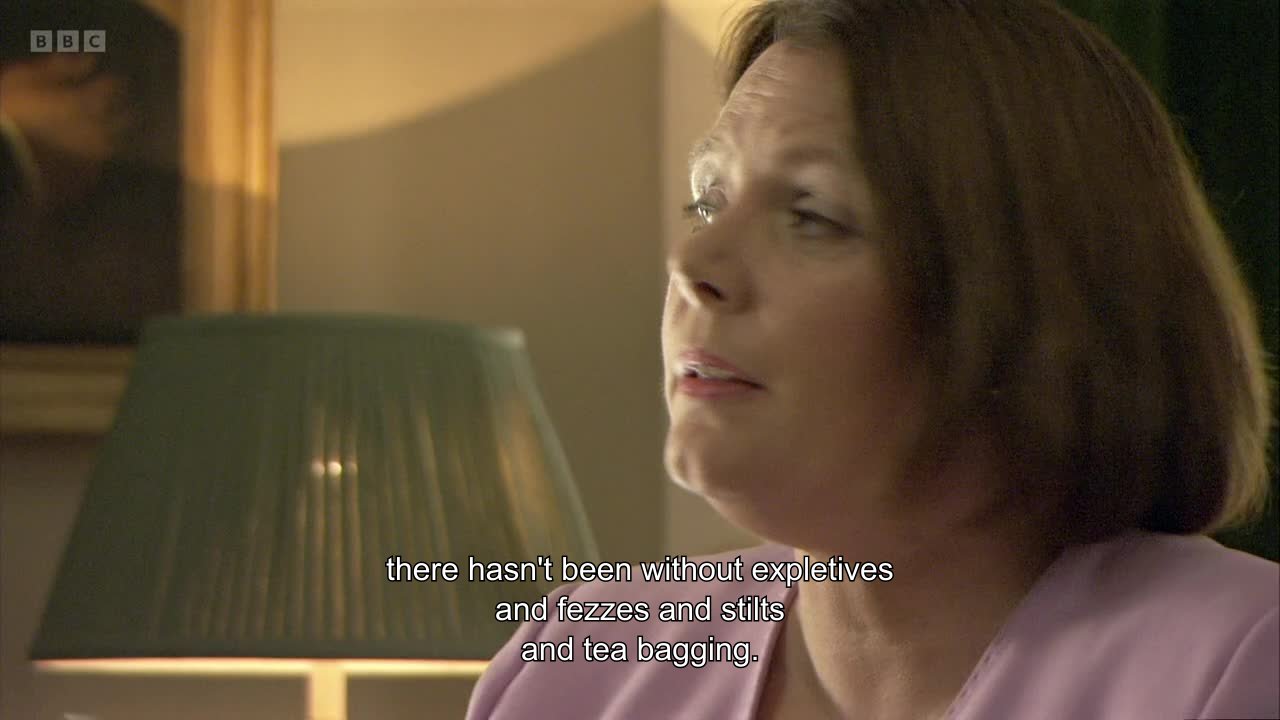 BBC
there hasn't been without expletives
and fezzes and stilts
and tea bagging.